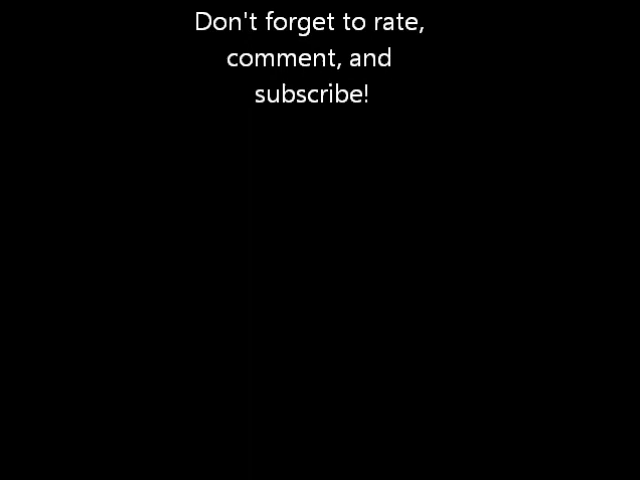 Don't forget to rate,
comment, and
subscribe!